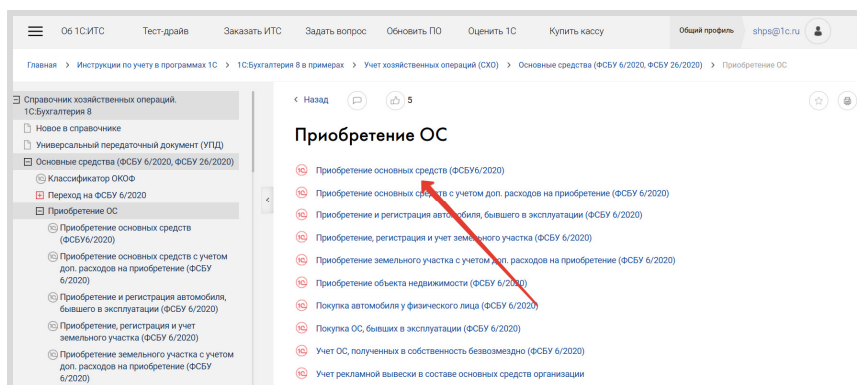 Об 1С:ИТС Тест-драйв Заказать ИТС Задать вопрос Обновить ПО Оценить 1С Купить кассу Общий профиль shps@1c.ru
Главная > Инструкции по учету в программах 1С > 1С:Бухгалтерия 8 в примерах > Учет хозяйственных операций (СХО) > Основные средства (ФСБУ 6/2020, ФСБУ 26/2020) > Приобретение ОС
Справочник хозяйственных операций.
1С:Бухгалтерия 8
Новое в справочнике
Универсальный передаточный документ (УПД)
Основные средства (ФСБУ 6/2020, ФСБУ 26/2020)
Классификатор ОКОФ
Переход на ФСБУ 6/2020
Приобретение ОС
Приобретение основных средств
(ФСБУ6/2020)
Приобретение основных средств с учетом
доп. расходов на приобретение (ФСБУ
6/2020)
Приобретение и регистрация автомобиля,
бывшего в эксплуатации (ФСБУ 6/2020)
Приобретение, регистрация и учет
земельного участка (ФСБУ 6/2020)
Приобретение земельного участка с учетом
доп. расходов на приобретение (ФСБУ
6/2020)
< Назад 5
Приобретение ОС
Приобретение основных средств (ФСБУ6/2020)
Приобретение основных средств с учетом доп. расходов на приобретение (ФСБУ 6/2020)
Приобретение и регистрация автомобиля, бывшего в эксплуатации (ФСБУ 6/2020)
Приобретение, регистрация и учет земельного участка (ФСБУ 6/2020)
Приобретение земельного участка с учетом доп. расходов на приобретение (ФСБУ 6/2020)
Приобретение объекта недвижимости (ФСБУ 6/2020)
Покупка автомобиля у физического лица (ФСБУ 6/2020)
Покупка ОС, бывших в эксплуатации (ФСБУ 6/2020)
Учет ОС, полученных в собственность безвозмездно (ФСБУ 6/2020)
Учет рекламной вывески в составе основных средств организации